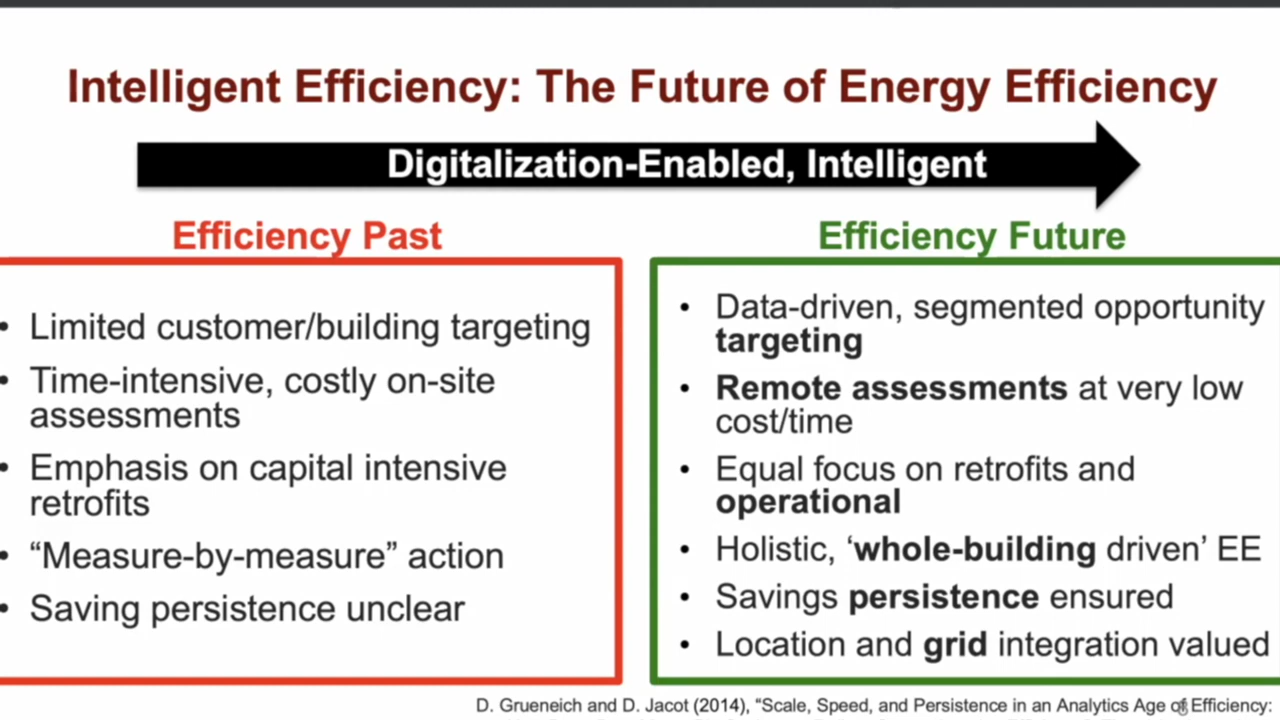 Intelligent Efficiency: The Future of Energy Efficiency
Digitalization-Enabled, Intelligent
Efficiency Past
• Limited customer/building targeting
• Time-intensive, costly on-site
assessments
• Emphasis on capital intensive
retrofits
• “Measure-by-measure” action
• Saving persistence unclear
Efficiency Future
• Data-driven, segmented opportunity
targeting
• Remote assessments at very low
cost/time
• Equal focus on retrofits and
operational
• Holistic, ‘whole-building driven’ EE
• Savings persistence ensured
• Location and grid integration valued
D. Grueneich and D. Jacot (2014), “Scale, Speed, and Persistence in an Analytics Age of Efficiency: